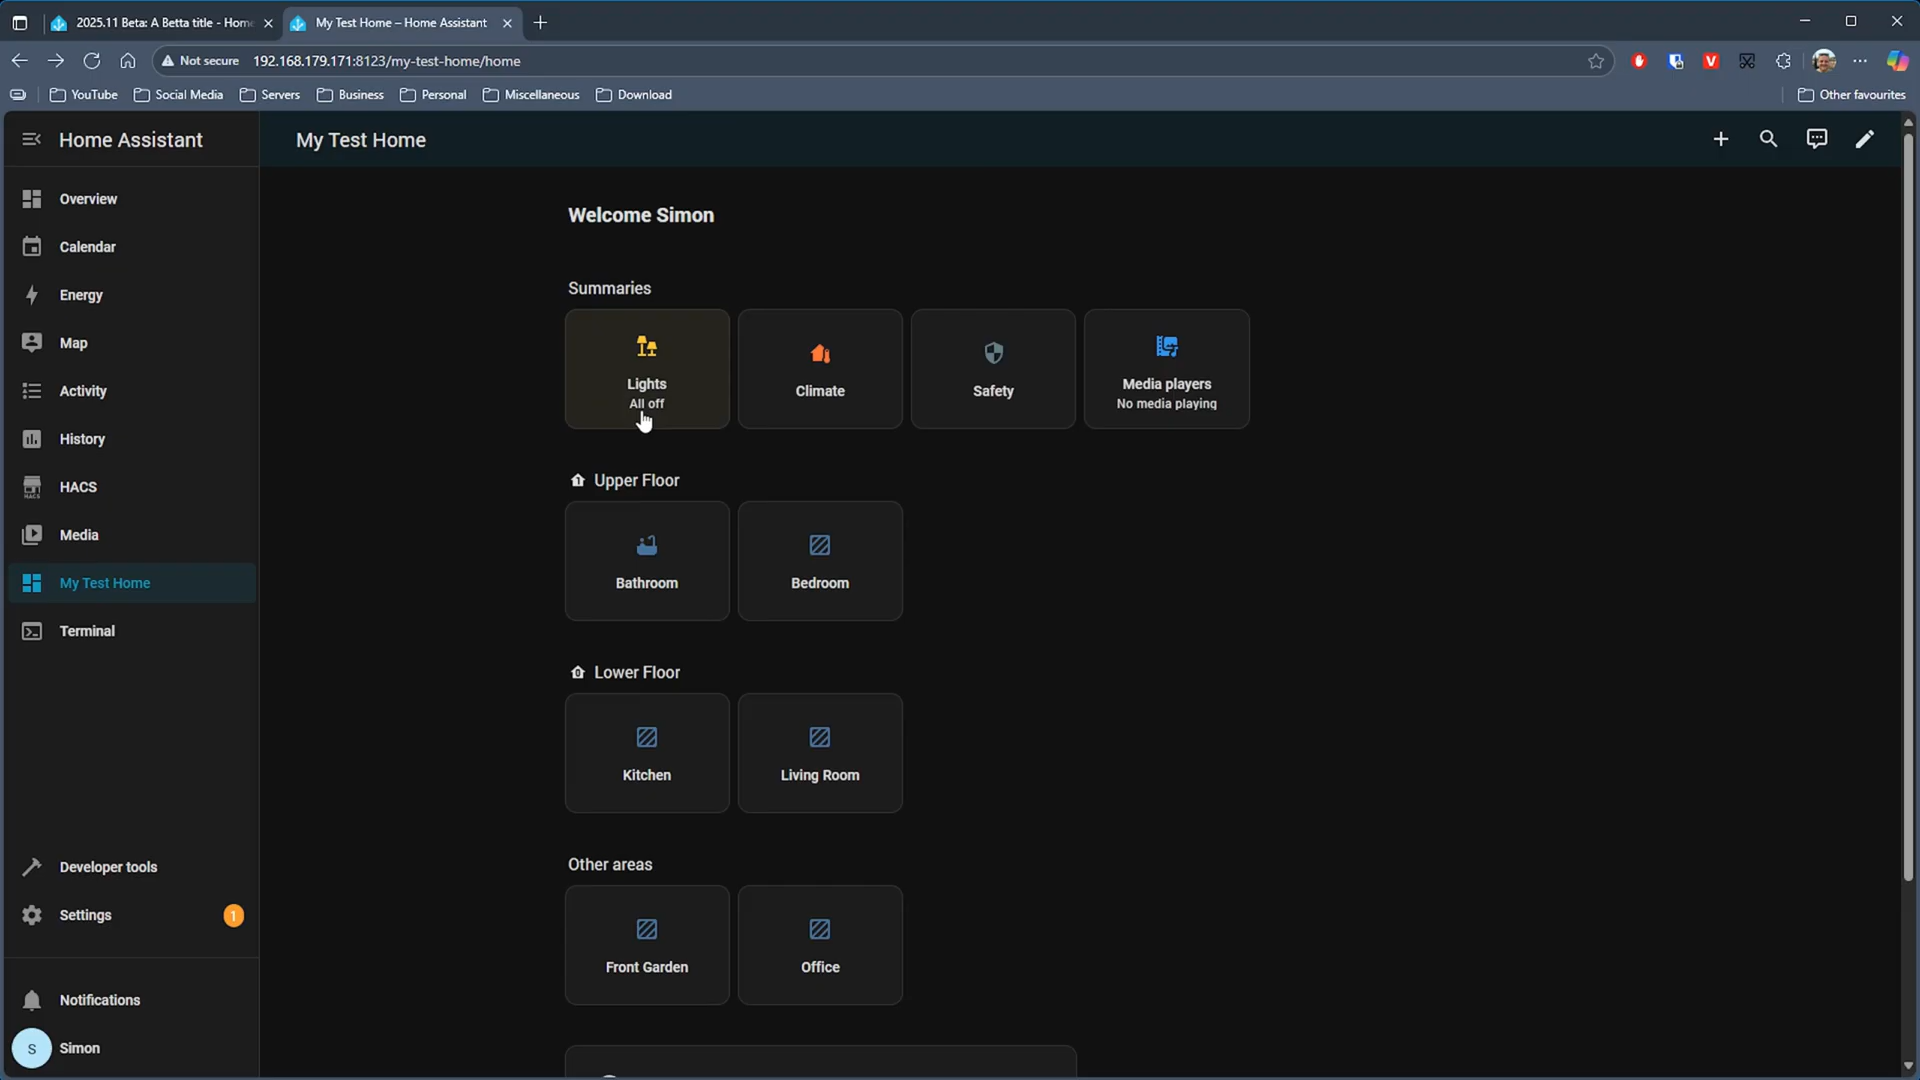 2025.11 Beta: A Betta title - Home
My Test Home – Home Assistant
Not secure
192.168.179.171:8123/my-test-home/home
YouTube
Social Media
Servers
Business
Personal
Miscellaneous
Download
Other favourites
Home Assistant
My Test Home
Overview
Calendar
Energy
Map
Activity
History
HACS
Media
My Test Home
Terminal
Developer tools
Settings
1
Notifications
S
Simon
Welcome Simon
Summaries
Lights
All off
Climate
Safety
Media players
No media playing
Upper Floor
Bathroom
Bedroom
Lower Floor
Kitchen
Living Room
Other areas
Front Garden
Office